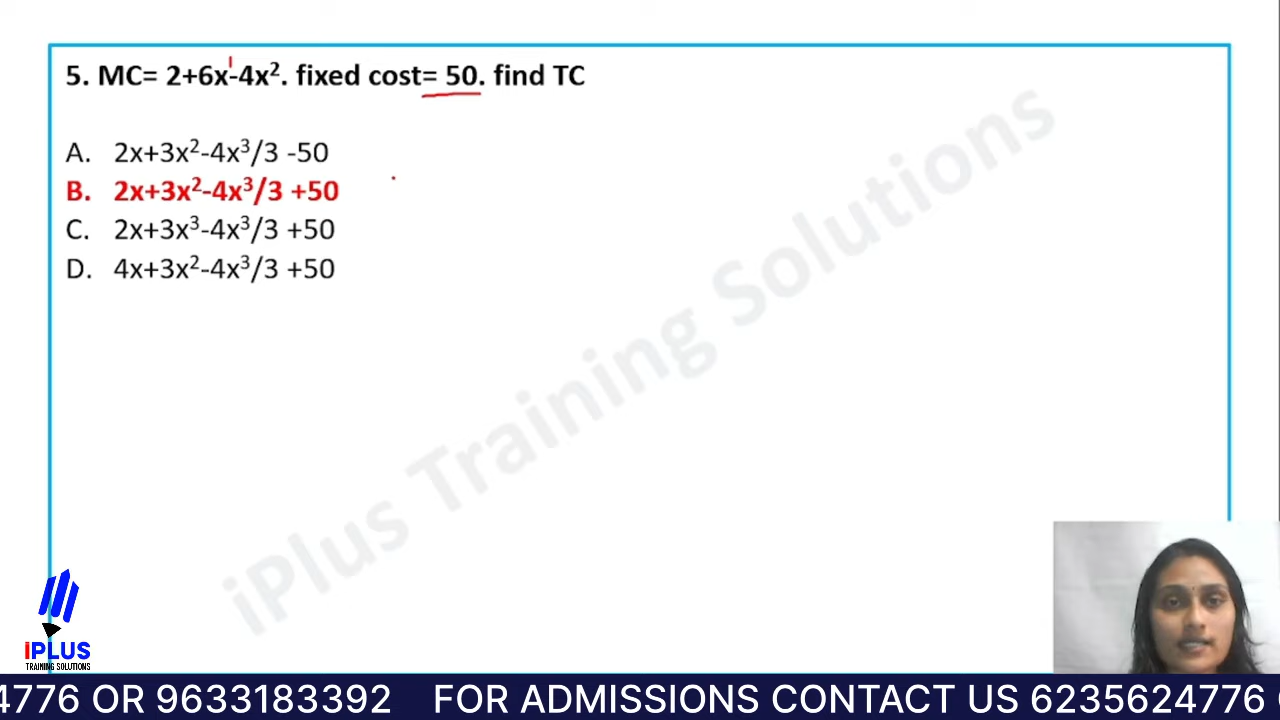 5. MC= 2+6x-4x². fixed cost= 50. find TC
A. 2x+3x²-4x³/3 -50
B. 2x+3x²-4x³/3 +50
C. 2x+3x³-4x³/3 +50
D. 4x+3x²-4x³/3 +50
iPlus Training Solutions
iPLUS
TRAINING SOLUTIONS
4776 OR 9633183392 FOR ADMISSIONS CONTACT US 6235624776